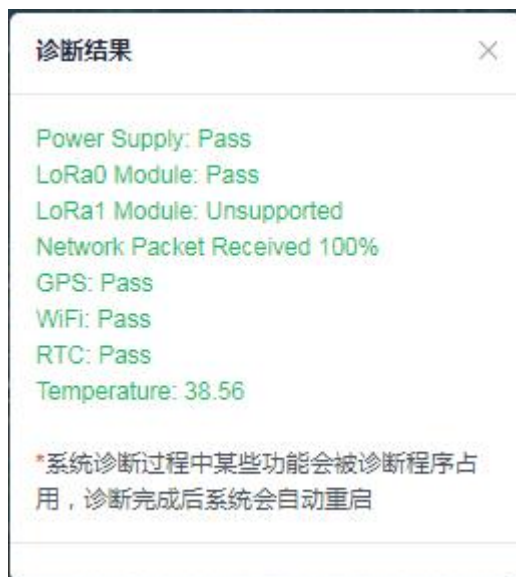 诊断结果
Power Supply: Pass
LoRa0 Module: Pass
LoRa1 Module: Unsupported
Network Packet Received 100%
GPS: Pass
WiFi: Pass
RTC: Pass
Temperature: 38.56
*系统诊断过程中某些功能会被诊断程序占
用，诊断完成后系统会自动重启